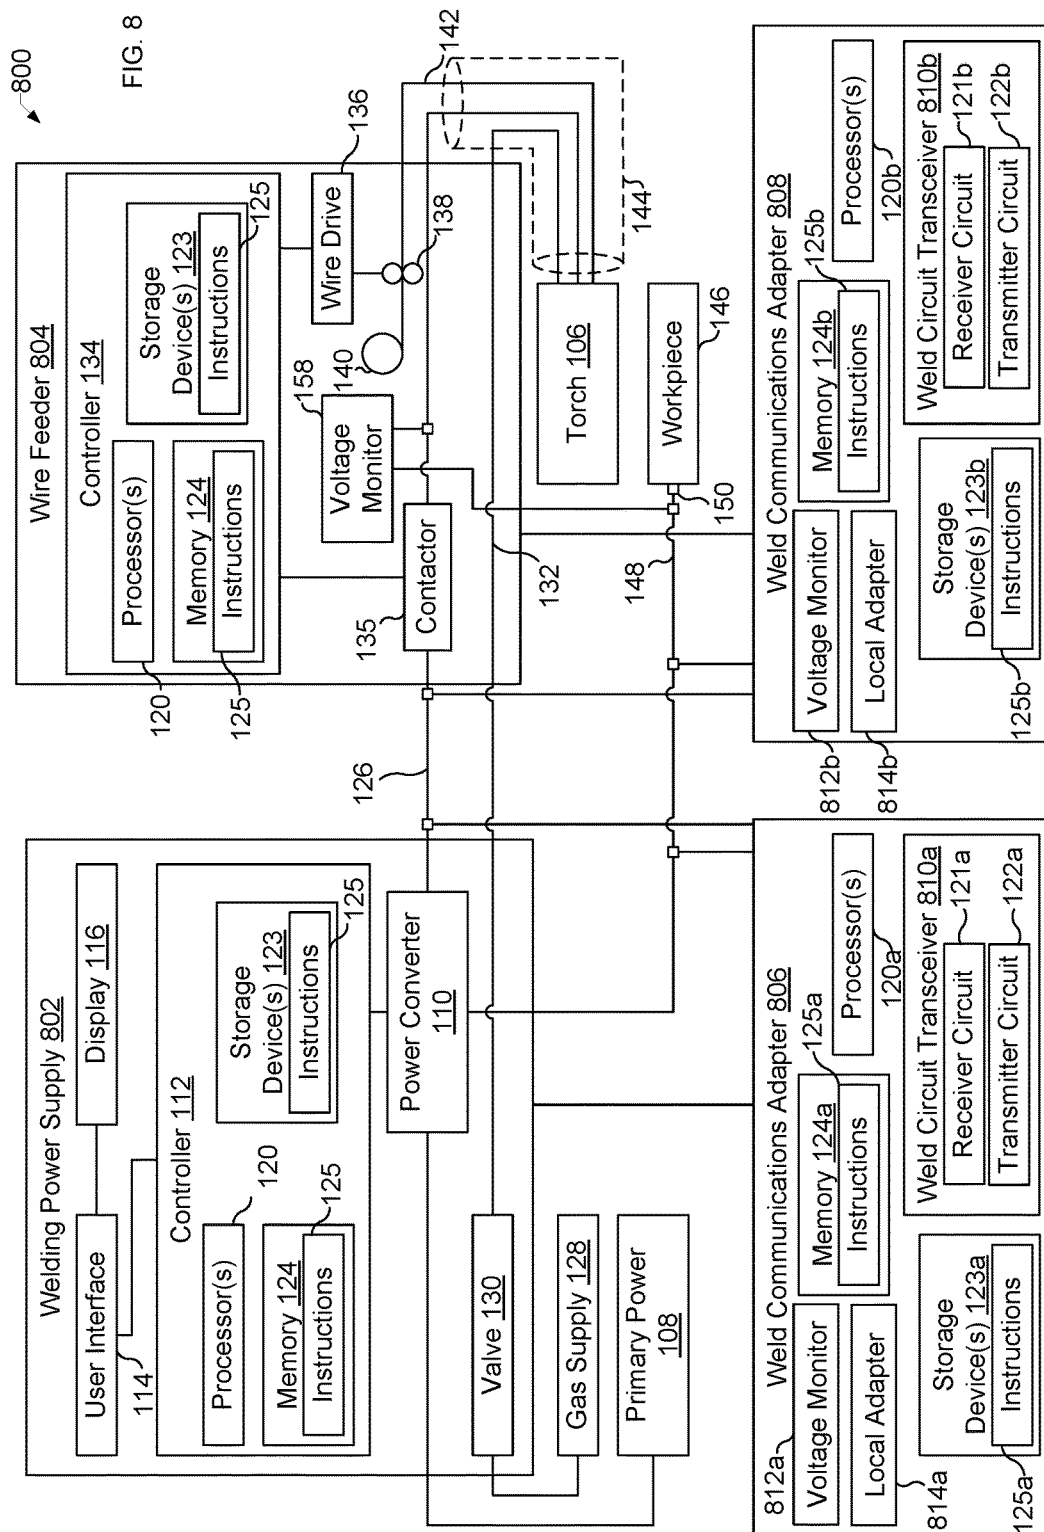 800
FIG. 8
Welding Power Supply 802
User Interface
114
Display 116
Controller 112
Processor(s)
120
Memory 124
Instructions
125
Storage
Device(s) 123
Instructions
125
Power Converter
110
Valve 130
Gas Supply 128
Primary Power
108
126
Wire Feeder 804
Controller 134
Processor(s)
120
Memory 124
Instructions
125
Storage
Device(s) 123
Instructions
125
Contactor
135
Voltage
Monitor
158
Wire Drive
136
138
140
142
144
132
Torch 106
Workpiece
146
148
150
Weld Communications Adapter 806
812a
Voltage Monitor
Local Adapter
814a
Memory 124a
Instructions
125a
Processor(s)
120a
Storage
Device(s) 123a
Instructions
125a
Weld Circuit Transceiver 810a
Receiver Circuit
121a
Transmitter Circuit
122a
Weld Communications Adapter 808
Voltage Monitor
812b
Local Adapter
814b
Memory 124b
Instructions
125b
Processor(s)
120b
Storage
Device(s) 123b
Instructions
125b
Weld Circuit Transceiver 810b
Receiver Circuit
121b
Transmitter Circuit
122b